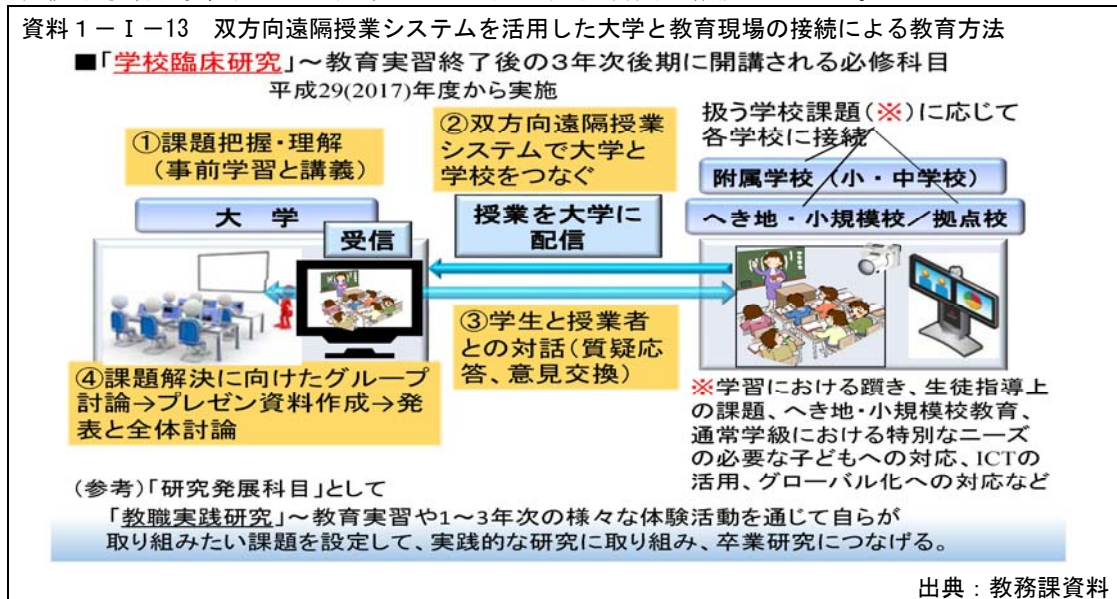 資料1-Ⅰ-13 双方向遠隔授業システムを活用した大学と教育現場の接続による教育方法
■「学校臨床研究」～教育実習終了後の3年次後期に開講される必修科目
平成29(2017)年度から実施
①課題把握・理解
(事前学習と講義)
②双方向遠隔授業
システムで大学と
学校をつなぐ
扱う学校課題(※)に応じて
各学校に接続
附属学校(小・中学校)
へき地・小規模校/拠点校
大 学
受信
授業を大学に
配信
③学生と授業者
との対話(質疑応
答、意見交換)
④課題解決に向けたグループ
討論→プレゼン資料作成→発
表と全体討論
※学習における躓き、生徒指導上
の課題、へき地・小規模校教育、
通常学級における特別なニーズ
の必要な子どもへの対応、ICTの
活用、グローバル化への対応など
(参考)「研究発展科目」として
「教職実践研究」～教育実習や1～3年次の様々な体験活動を通じて自らが
取り組みたい課題を設定して、実践的な研究に取り組み、卒業研究につなげる。
出典：教務課資料